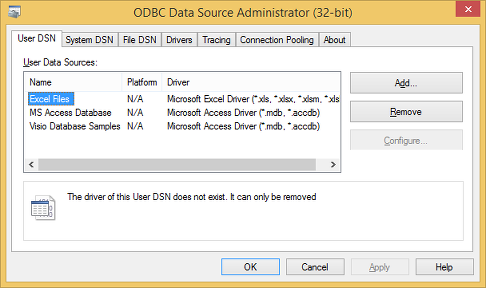 ODBC Data Source Administrator (32-bit)
User DSN System DSN File DSN Drivers Tracing Connection Pooling About
User Data Sources:
Name Platform Driver
Excel Files N/A Microsoft Excel Driver (*.xls, *.xlsx, *.xlsm, *.xls
MS Access Database N/A Microsoft Access Driver (*.mdb, *.accdb)
Visio Database Samples N/A Microsoft Access Driver (*.mdb, *.accdb)
Add...
Remove
Configure...
The driver of this User DSN does not exist. It can only be removed
OK Cancel Apply Help